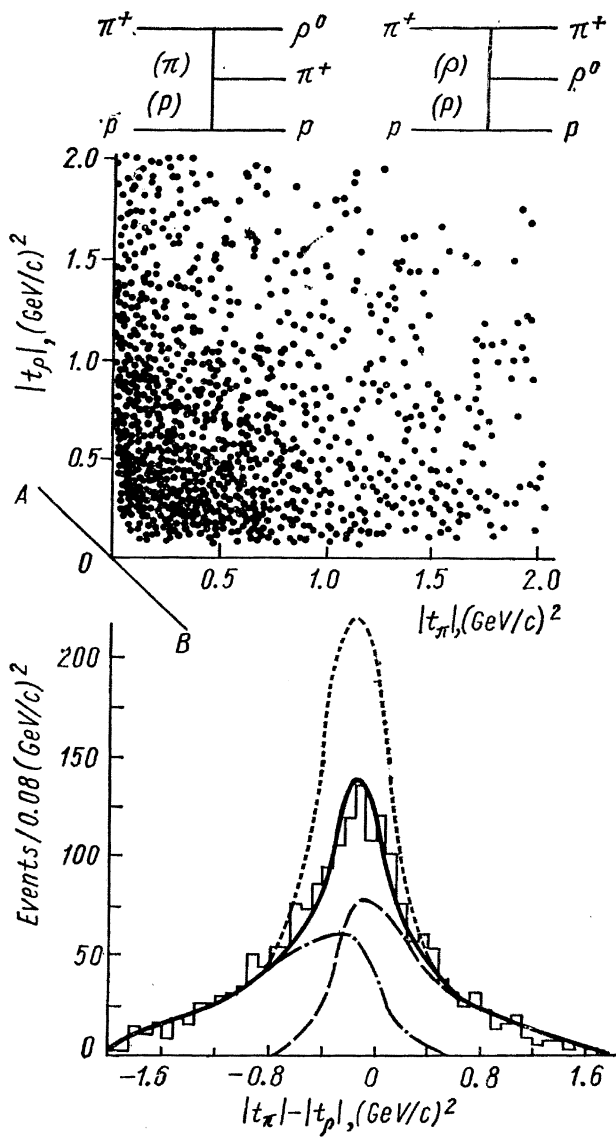 π⁺ ρ⁰ π⁺ π⁺
(π) π⁺ (ρ) ρ⁰
(P) (P)
p p p p
2.0
1.5
1.0
0.5
0
|tρ|, (GeV/c)²
0.5 1.0 1.5 2.0
|tπ|, (GeV/c)²
A
B
200
150
100
50
0
Events/0.08 (GeV/c)²
−1.6 −0.8 0 0.8 1.6
|tπ|−|tρ|, (GeV/c)²